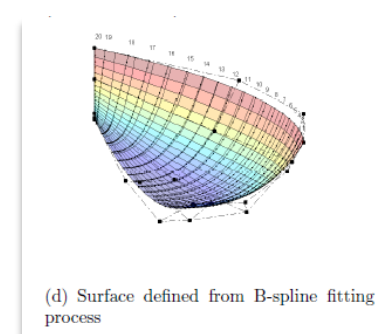 20 19 18 17 16 15 14 13 12 11 10 9 8 7 6
(d) Surface defined from B-spline fitting
process